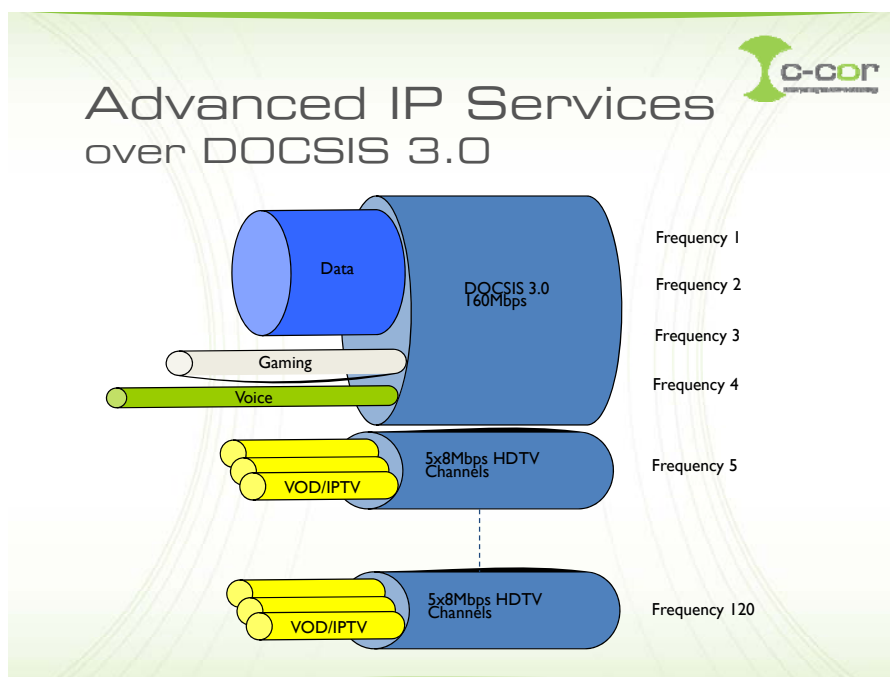 c-cor
Advanced IP Services
over DOCSIS 3.0
Data
DOCSIS 3.0
160Mbps
Gaming
Voice
Frequency 1
Frequency 2
Frequency 3
Frequency 4
5x8Mbps HDTV
Channels
VOD/IPTV
Frequency 5
5x8Mbps HDTV
Channels
VOD/IPTV
Frequency 120